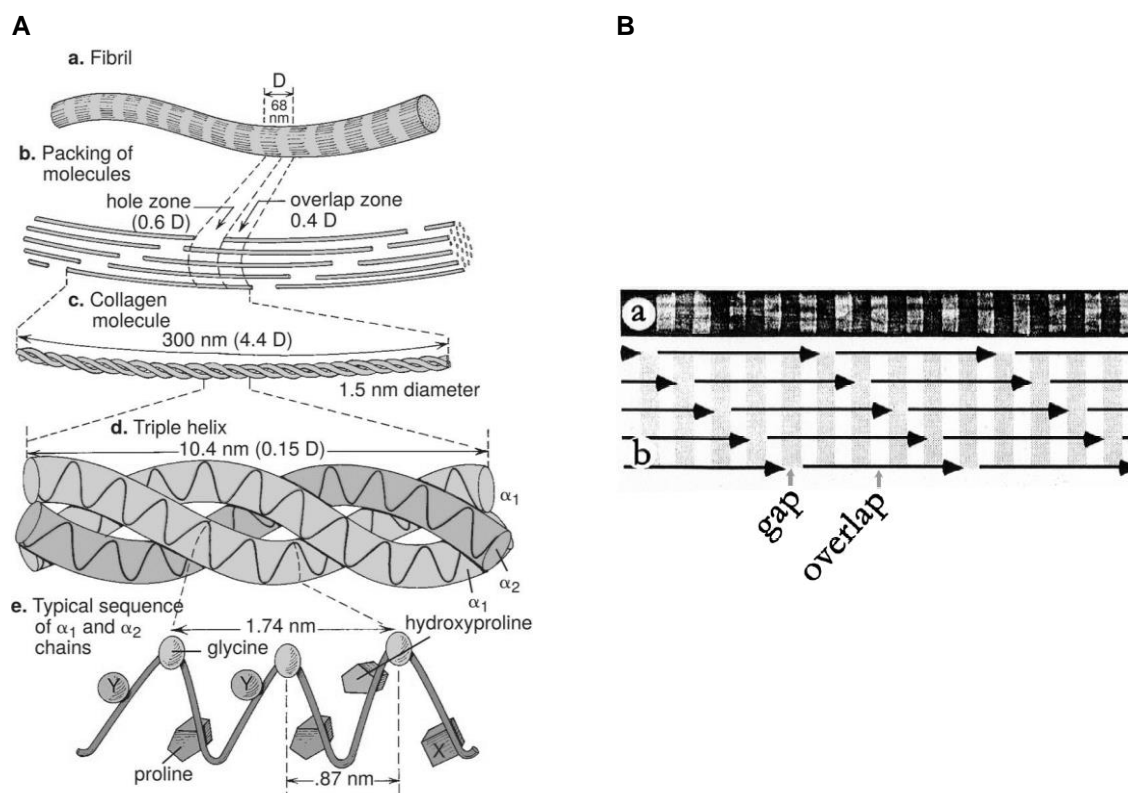 A
a. Fibril
D
68
nm
b. Packing of
molecules
hole zone
(0.6 D)
overlap zone
0.4 D
c. Collagen
molecule
300 nm (4.4 D)
1.5 nm diameter
d. Triple helix
10.4 nm (0.15 D)
α1
α2
α1
e. Typical sequence
of α1 and α2
chains
1.74 nm
hydroxyproline
glycine
Y
Y
X
X
proline
.87 nm
B
a
b
gap
overlap